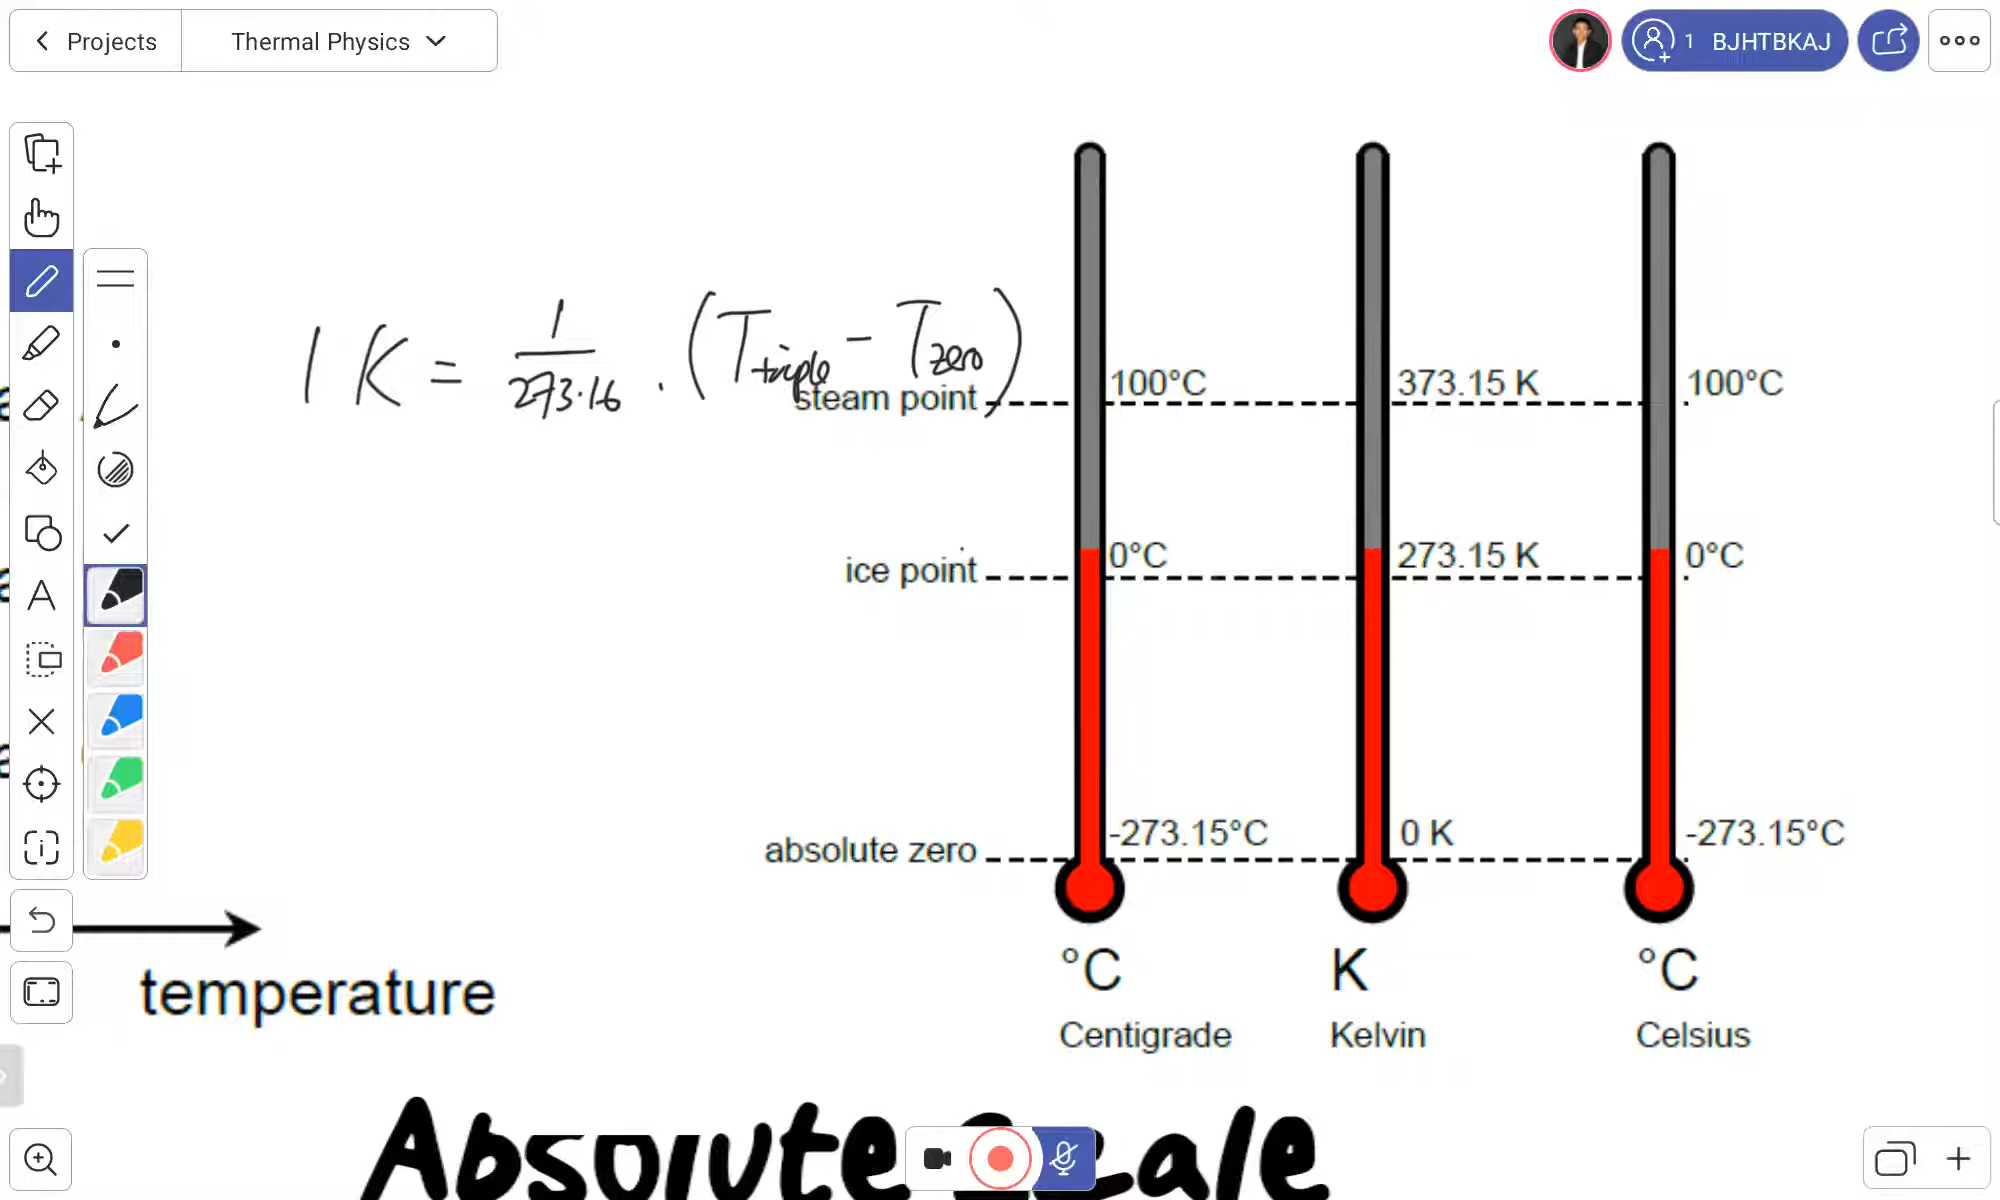 Projects
Thermal Physics
1 BJHTBKAJ
1 K = 1/273.16 · (T triple - T zero)
steam point
100°C
373.15 K
100°C
ice point
0°C
273.15 K
0°C
absolute zero
-273.15°C
0 K
-273.15°C
°C
K
°C
Centigrade
Kelvin
Celsius
temperature
Absolute Scale